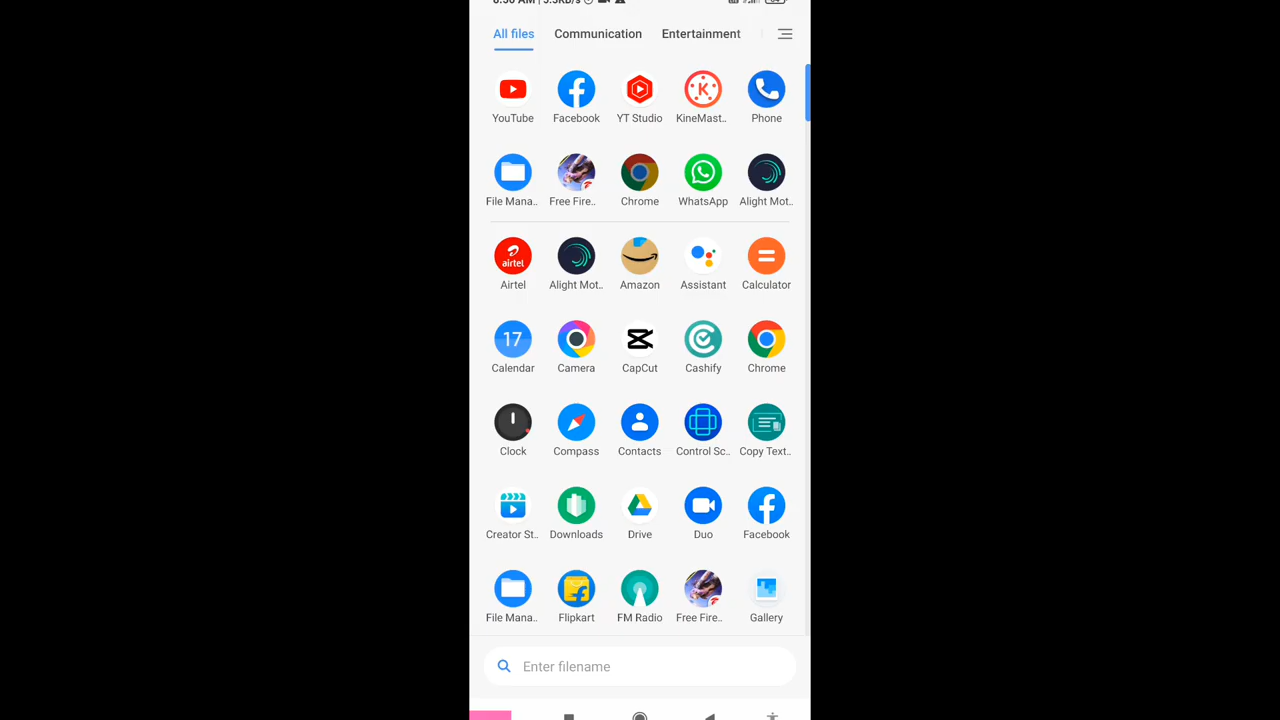 All files Communication Entertainment
YouTube Facebook YT Studio KineMast.. Phone
File Mana.. Free Fire.. Chrome WhatsApp Alight Mot..
airtel
Airtel Alight Mot.. Amazon Assistant Calculator
17
Calendar Camera CapCut Cashify Chrome
Clock Compass Contacts Control Sc.. Copy Text..
Creator St.. Downloads Drive Duo Facebook
File Mana.. Flipkart FM Radio Free Fire.. Gallery
Enter filename